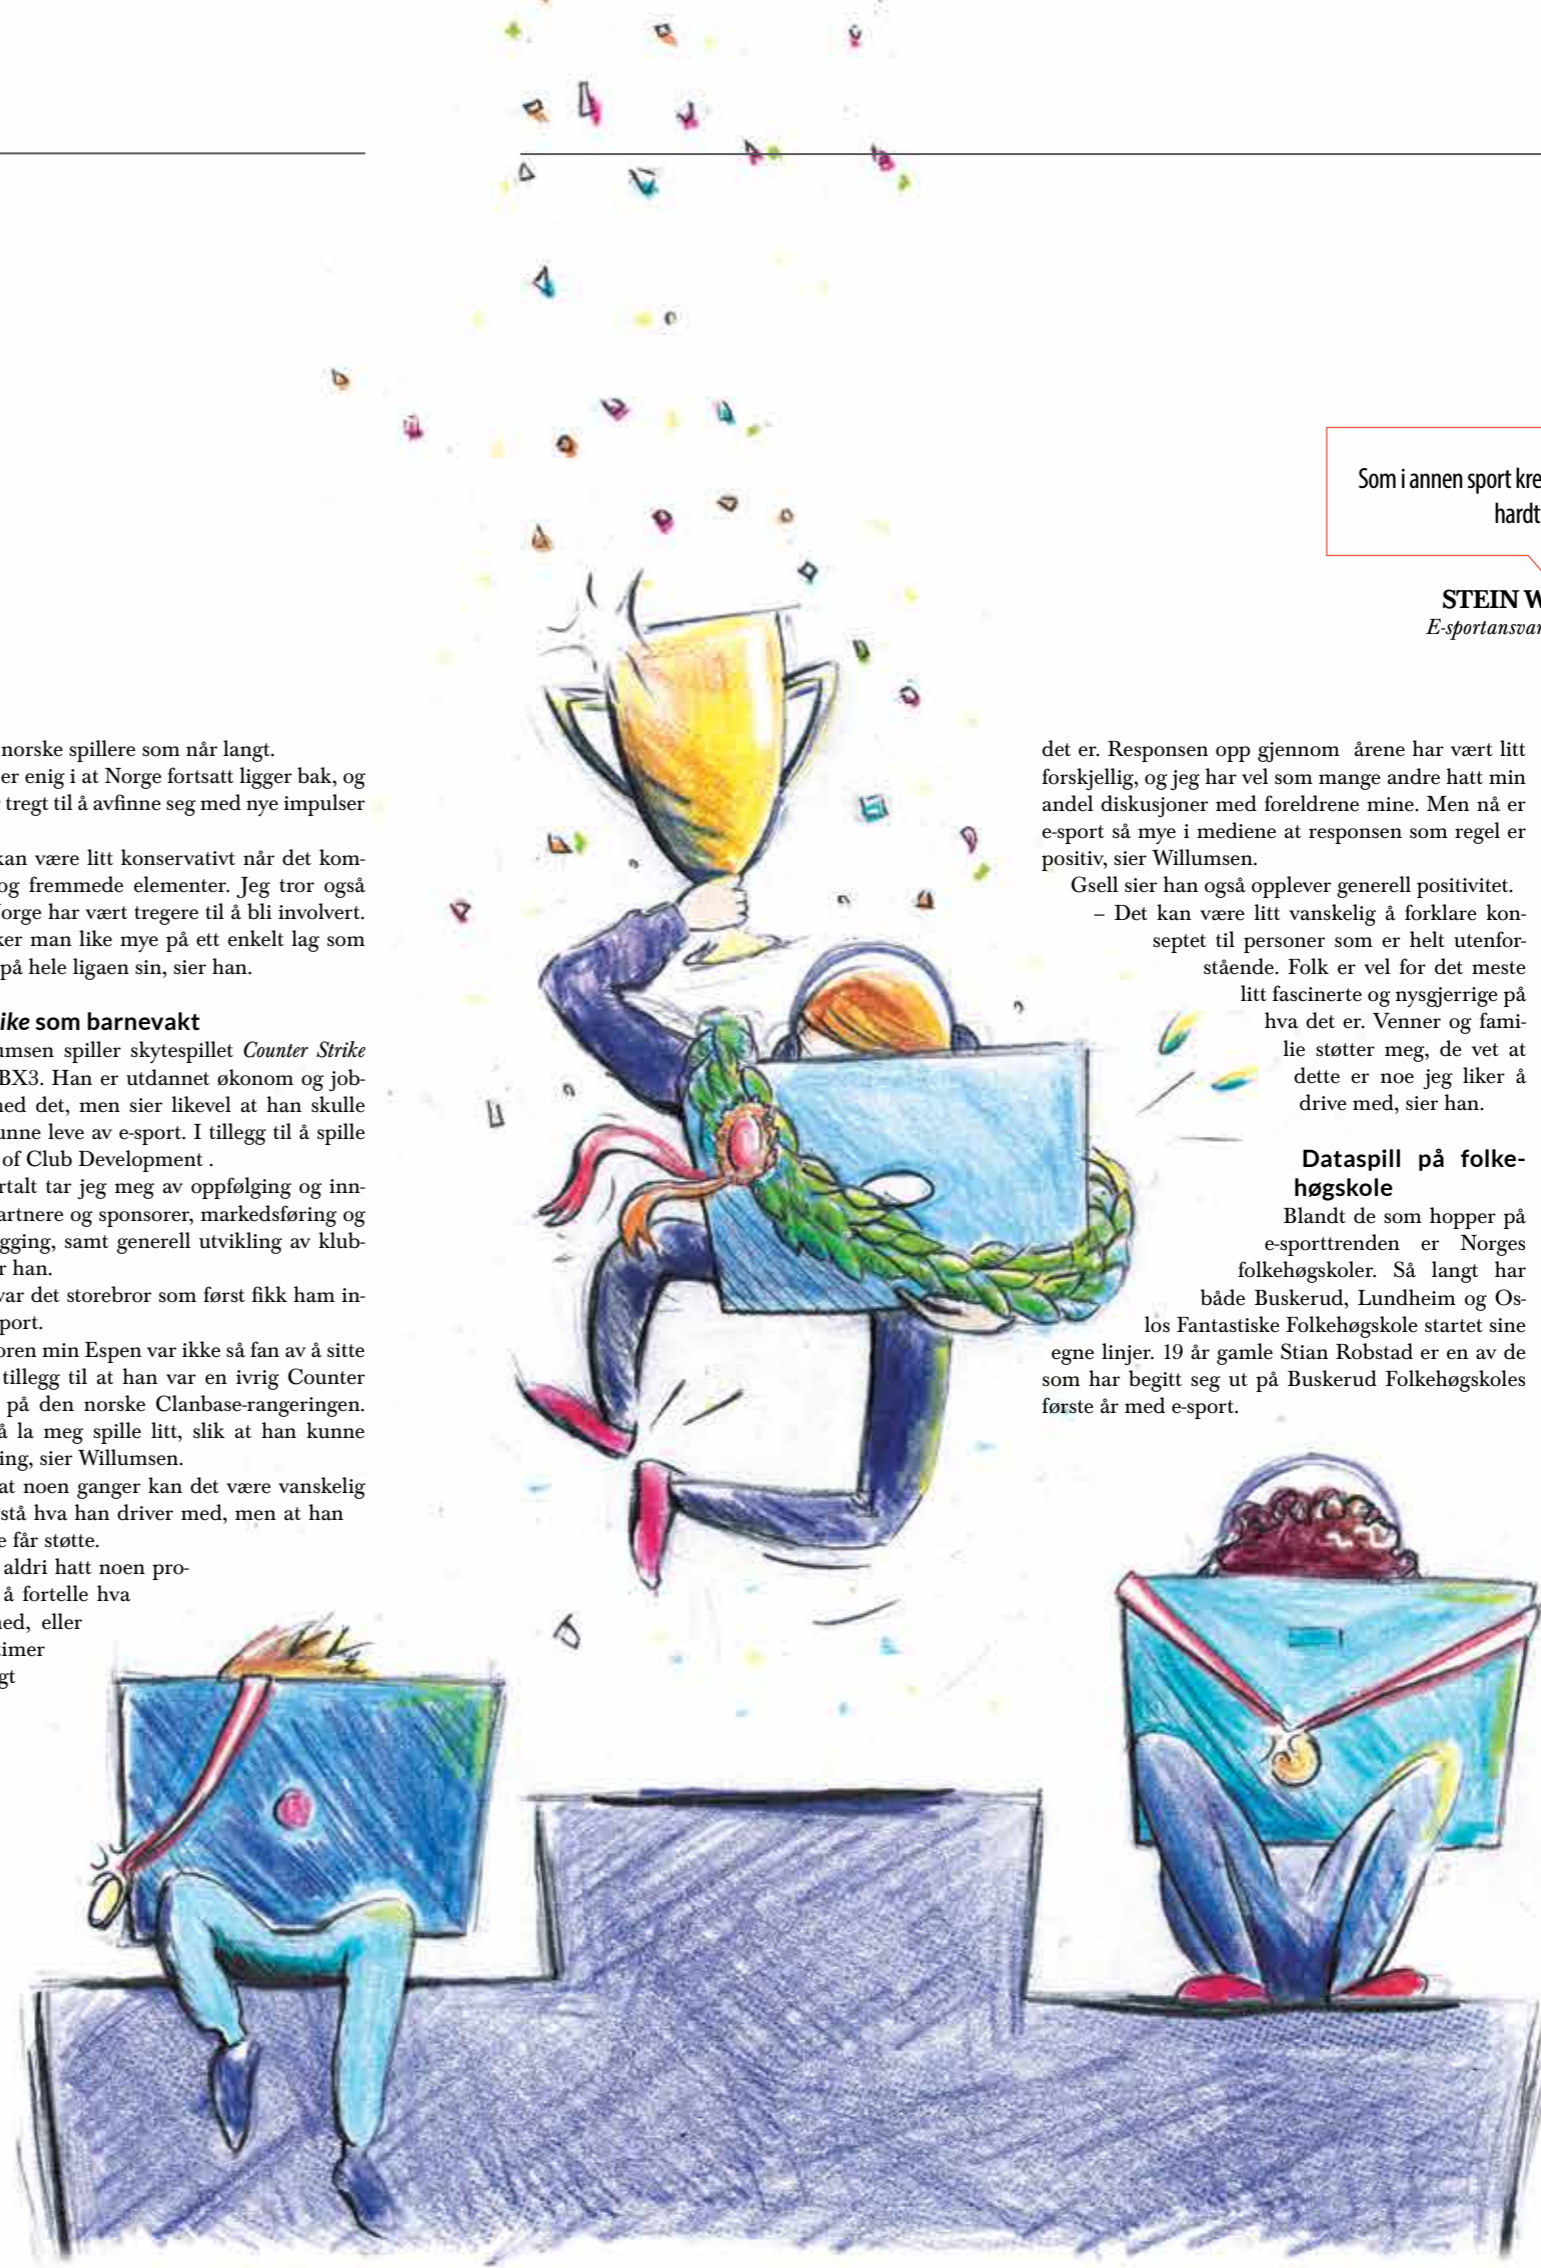 norske spillere som når langt.
er enig i at Norge fortsatt ligger bak, og
tregt til å avfinne seg med nye impulser
kan være litt konservativt når det kom-
og fremmede elementer. Jeg tror også
orge har vært tregere til å bli involvert.
ker man like mye på ett enkelt lag som
på hele ligaen sin, sier han.
ike som barnevakt
umsen spiller skytespillet Counter Strike
BX3. Han er utdannet økonom og job-
ned det, men sier likevel at han skulle
unne leve av e-sport. I tillegg til å spille
of Club Development .
rtalt tar jeg meg av oppfølging og inn-
artnere og sponsorer, markedsføring og
gging, samt generell utvikling av klub-
r han.
var det storebror som først fikk ham in-
port.
oren min Espen var ikke så fan av å sitte
tillegg til at han var en ivrig Counter
på den norske Clanbase-rangeringen.
å la meg spille litt, slik at han kunne
ing, sier Willumsen.
at noen ganger kan det være vanskelig
stå hva han driver med, men at han
e får støtte.
aldri hatt noen pro-
å fortelle hva
ned, eller
timer
gt
Som i annen sport kre
hardt
STEIN W
E-sportansvar
det er. Responsen opp gjennom årene har vært litt
forskjellig, og jeg har vel som mange andre hatt min
andel diskusjoner med foreldrene mine. Men nå er
e-sport så mye i mediene at responsen som regel er
positiv, sier Willumsen.
Gsell sier han også opplever generell positivitet.
– Det kan være litt vanskelig å forklare kon-
septet til personer som er helt utenfor-
stående. Folk er vel for det meste
litt fascinerte og nysgjerrige på
hva det er. Venner og fami-
lie støtter meg, de vet at
dette er noe jeg liker å
drive med, sier han.
Dataspill på folke-
høgskole
Blandt de som hopper på
e-sporttrenden er Norges
folkehøgskoler. Så langt har
både Buskerud, Lundheim og Os-
los Fantastiske Folkehøgskole startet sine
egne linjer. 19 år gamle Stian Robstad er en av de
som har begitt seg ut på Buskerud Folkehøgskoles
første år med e-sport.